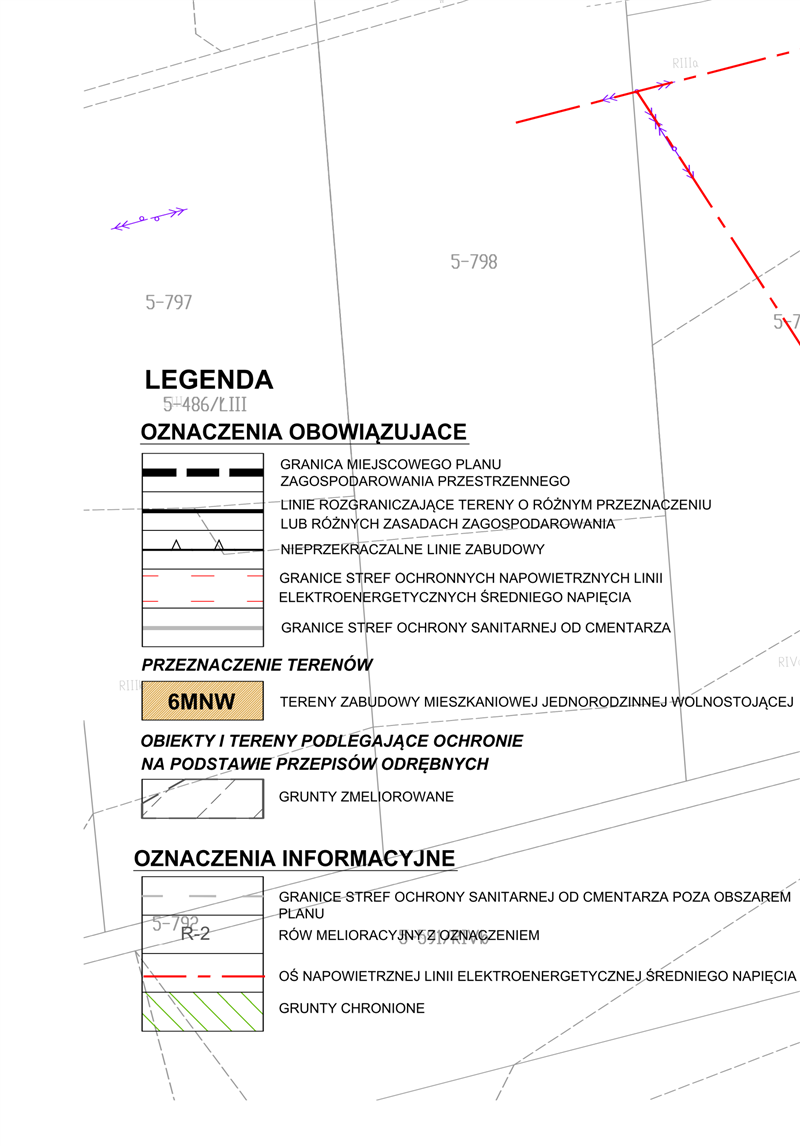 RIIIa
5-798
5-797
LEGENDA
5-486/ŁIII
OZNACZENIA OBOWIĄZUJACE
GRANICA MIEJSCOWEGO PLANU
ZAGOSPODAROWANIA PRZESTRZENNEGO
LINIE ROZGRANICZAJĄCE TERENY O RÓŻNYM PRZEZNACZENIU
LUB RÓŻNYCH ZASADACH ZAGOSPODAROWANIA
NIEPRZEKRACZALNE LINIE ZABUDOWY
GRANICE STREF OCHRONNYCH NAPOWIETRZNYCH LINII
ELEKTROENERGETYCZNYCH ŚREDNIEGO NAPIĘCIA
GRANICE STREF OCHRONY SANITARNEJ OD CMENTARZA
PRZEZNACZENIE TERENÓW
6MNW
TERENY ZABUDOWY MIESZKANIOWEJ JEDNORODZINNEJ WOLNOSTOJĄCEJ
OBIEKTY I TERENY PODLEGAJĄCE OCHRONIE
NA PODSTAWIE PRZEPISÓW ODRĘBNYCH
GRUNTY ZMELIOROWANE
OZNACZENIA INFORMACYJNE
GRANICE STREF OCHRONY SANITARNEJ OD CMENTARZA POZA OBSZAREM
PLANU
5-792
R-2
RÓW MELIORACYJNY Z OZNACZENIEM
OŚ NAPOWIETRZNEJ LINII ELEKTROENERGETYCZNEJ ŚREDNIEGO NAPIĘCIA
GRUNTY CHRONIONE